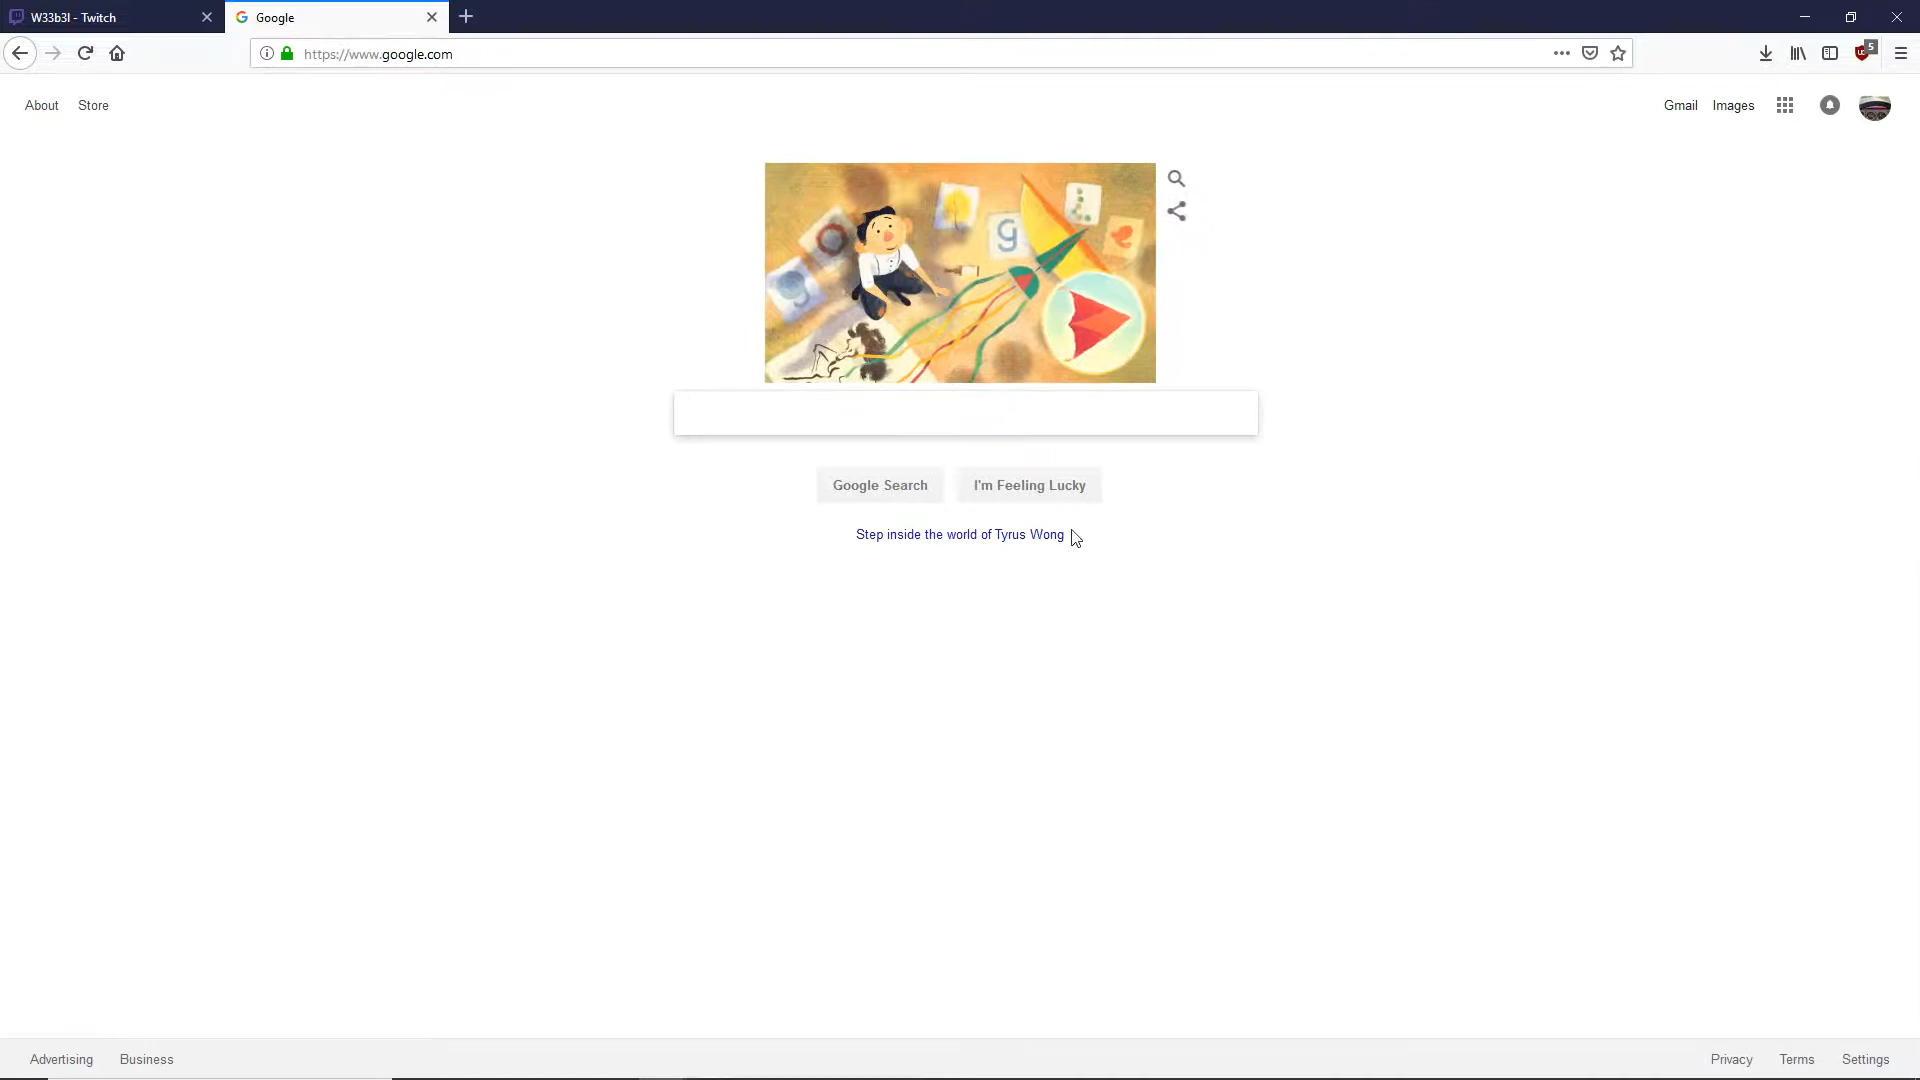 W33b3l - Twitch
Google
https://www.google.com
5
About
Store
Gmail
Images
g
Google Search
I'm Feeling Lucky
Step inside the world of Tyrus Wong
Advertising
Business
Privacy
Terms
Settings